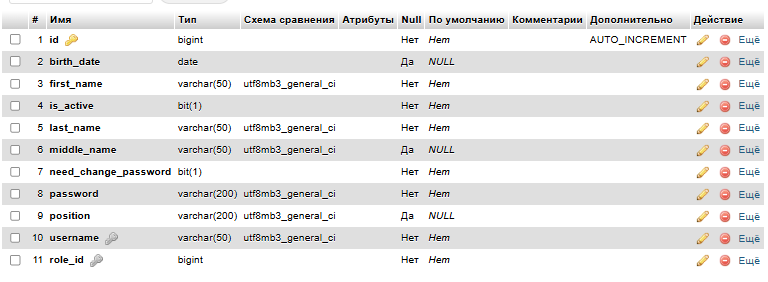 # Имя Тип Схема сравнения Атрибуты Null По умолчанию Комментарии Дополнительно Действие
1 id bigint Нет Нет AUTO_INCREMENT Ещё
2 birth_date date Да NULL Ещё
3 first_name varchar(50) utf8mb3_general_ci Нет Нет Ещё
4 is_active bit(1) Нет Нет Ещё
5 last_name varchar(50) utf8mb3_general_ci Нет Нет Ещё
6 middle_name varchar(50) utf8mb3_general_ci Да NULL Ещё
7 need_change_password bit(1) Нет Нет Ещё
8 password varchar(200) utf8mb3_general_ci Нет Нет Ещё
9 position varchar(200) utf8mb3_general_ci Да NULL Ещё
10 username varchar(50) utf8mb3_general_ci Нет Нет Ещё
11 role_id bigint Нет Нет Ещё